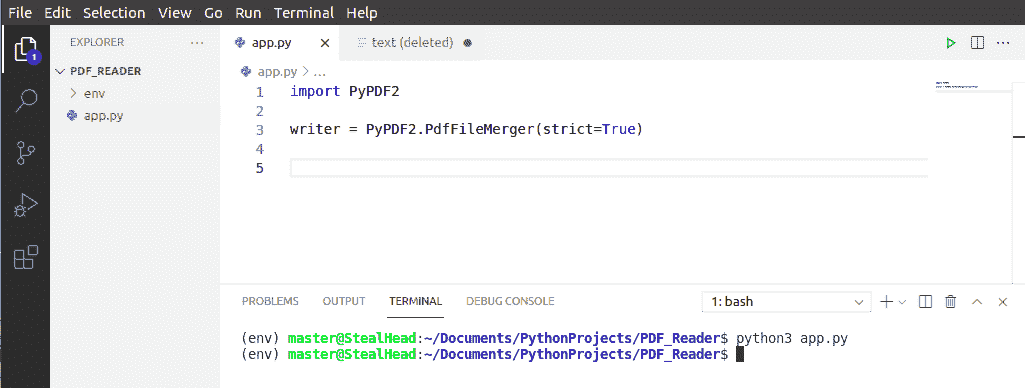 File Edit Selection View Go Run Terminal Help
EXPLORER ...
app.py
text (deleted)
PDF_READER
env
app.py
1
app.py > ...
1 import PyPDF2
2
3 writer = PyPDF2.PdfFileMerger(strict=True)
4
5
PROBLEMS OUTPUT TERMINAL DEBUG CONSOLE 1: bash
(env) master@StealHead:~/Documents/PythonProjects/PDF_Reader$ python3 app.py
(env) master@StealHead:~/Documents/PythonProjects/PDF_Reader$